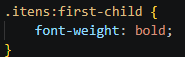 .itens:first-child {
    font-weight: bold;
}